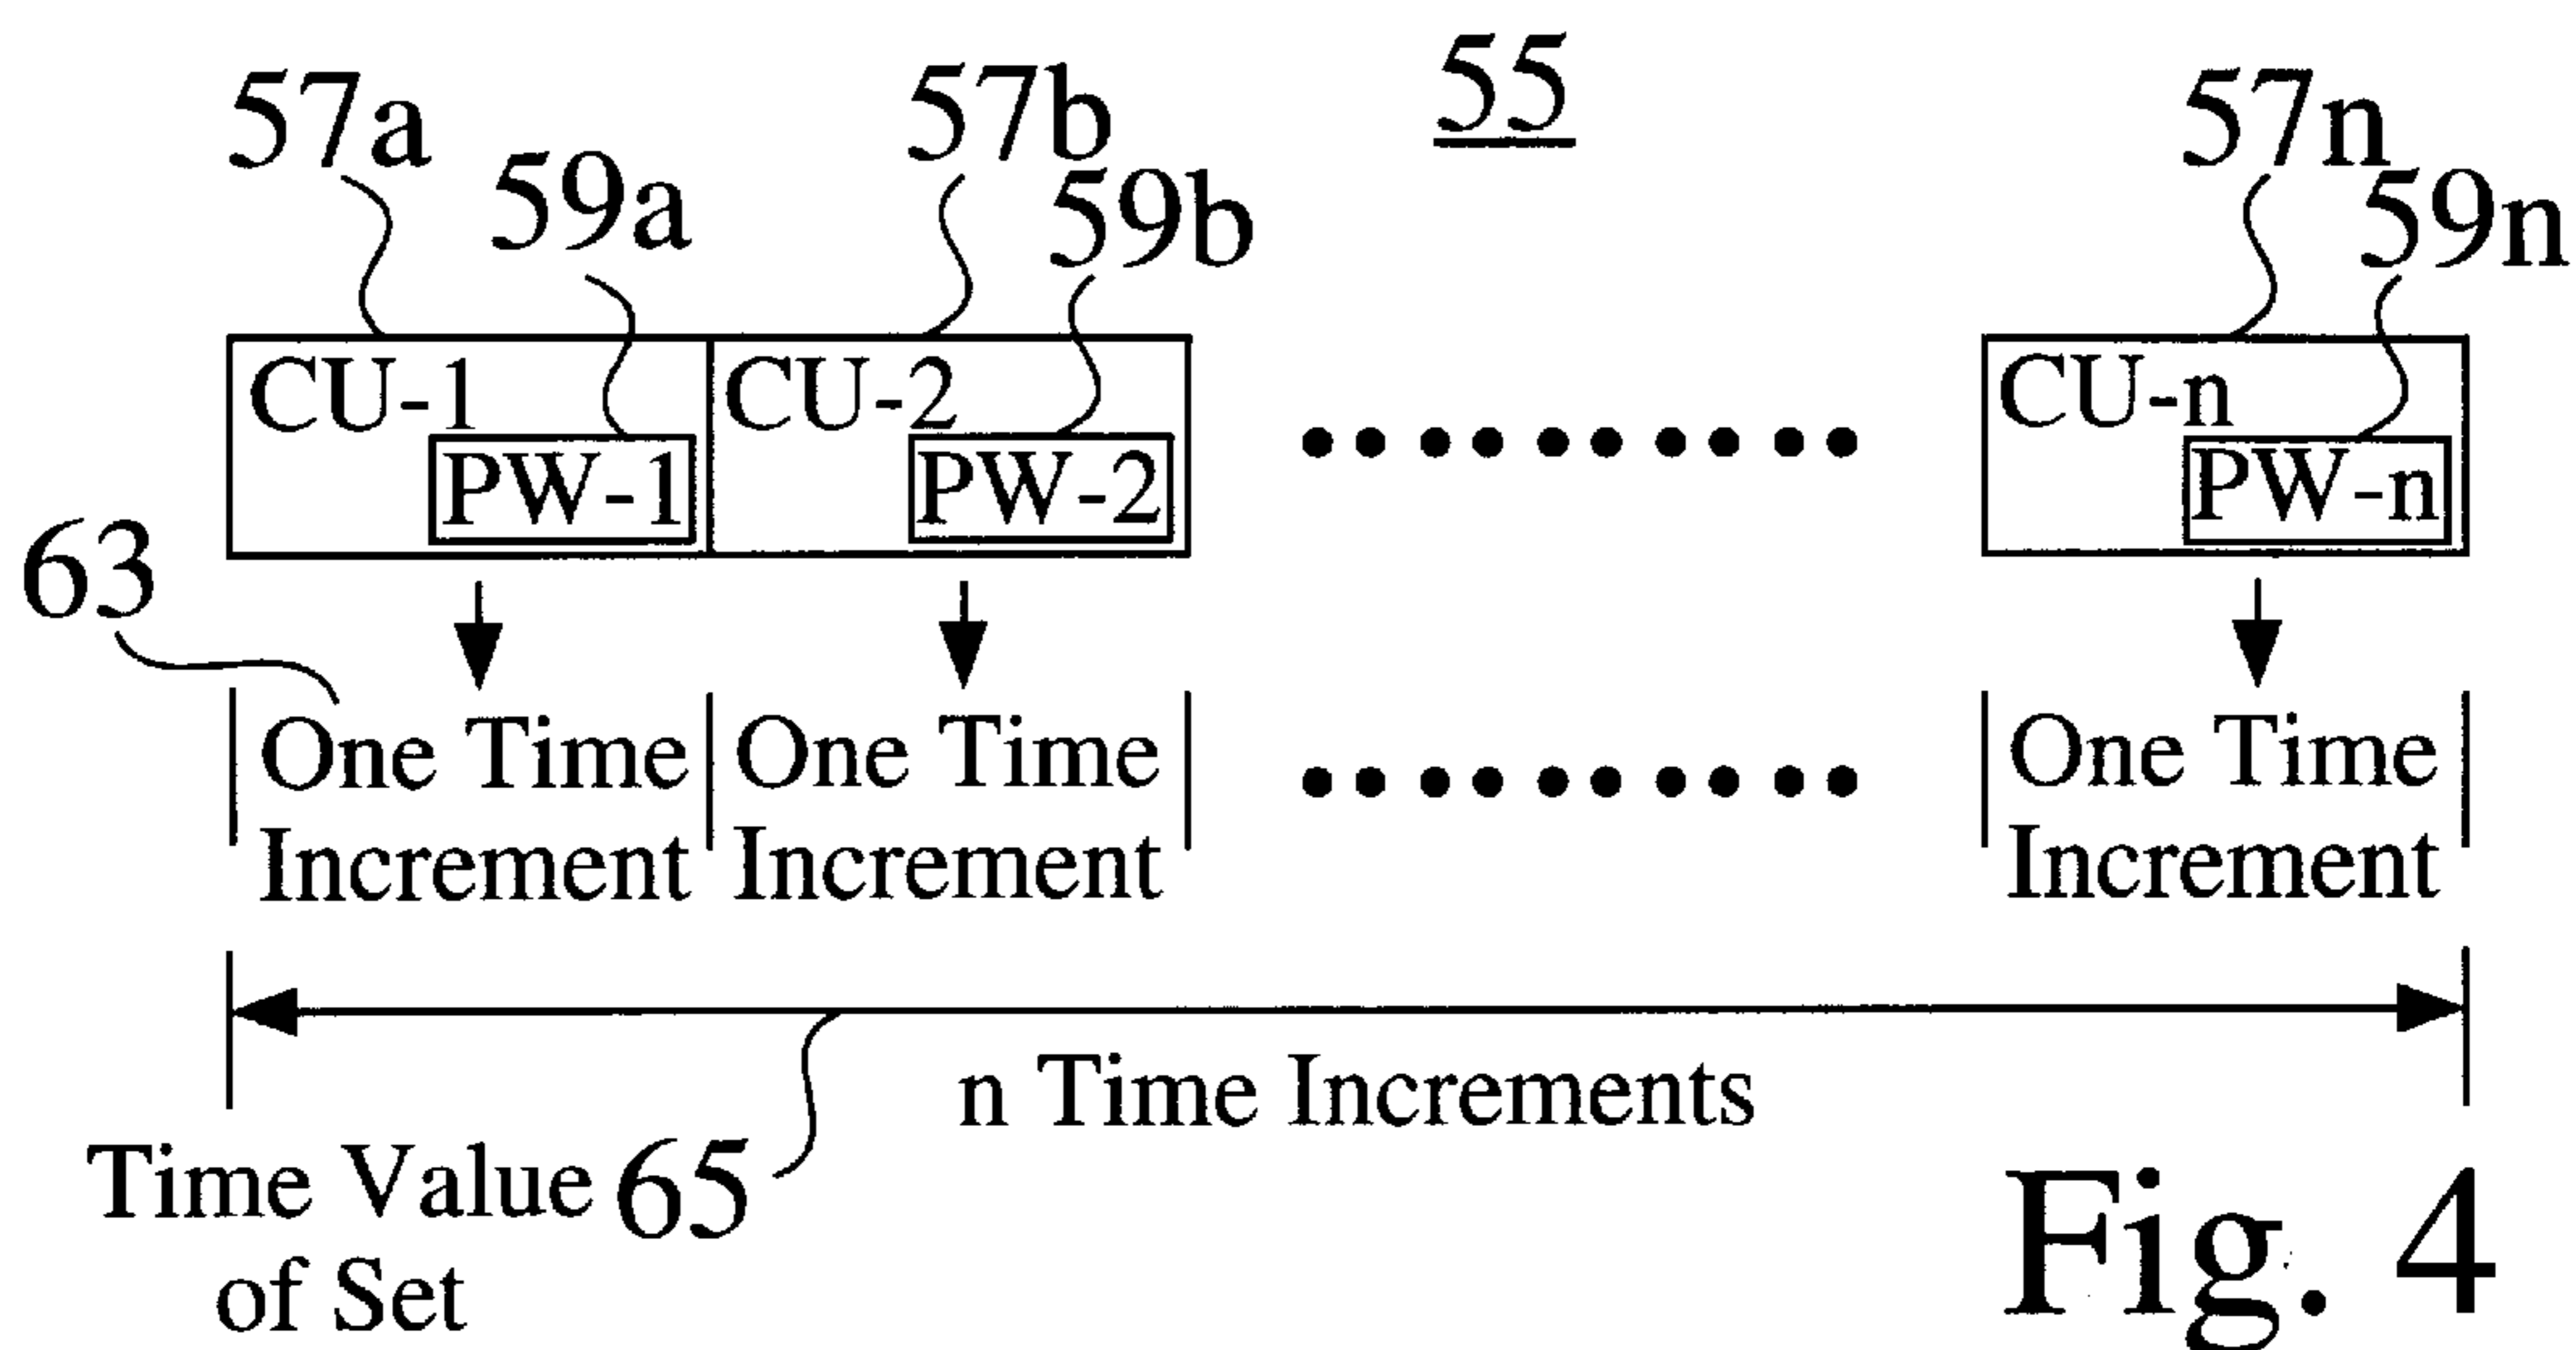 55
57a
57b
57n
59a
59b
59n
CU-1
CU-2
CU-n
PW-1
PW-2
PW-n
63
One Time
Increment
One Time
Increment
One Time
Increment
n Time Increments
Time Value
of Set
65
Fig. 4